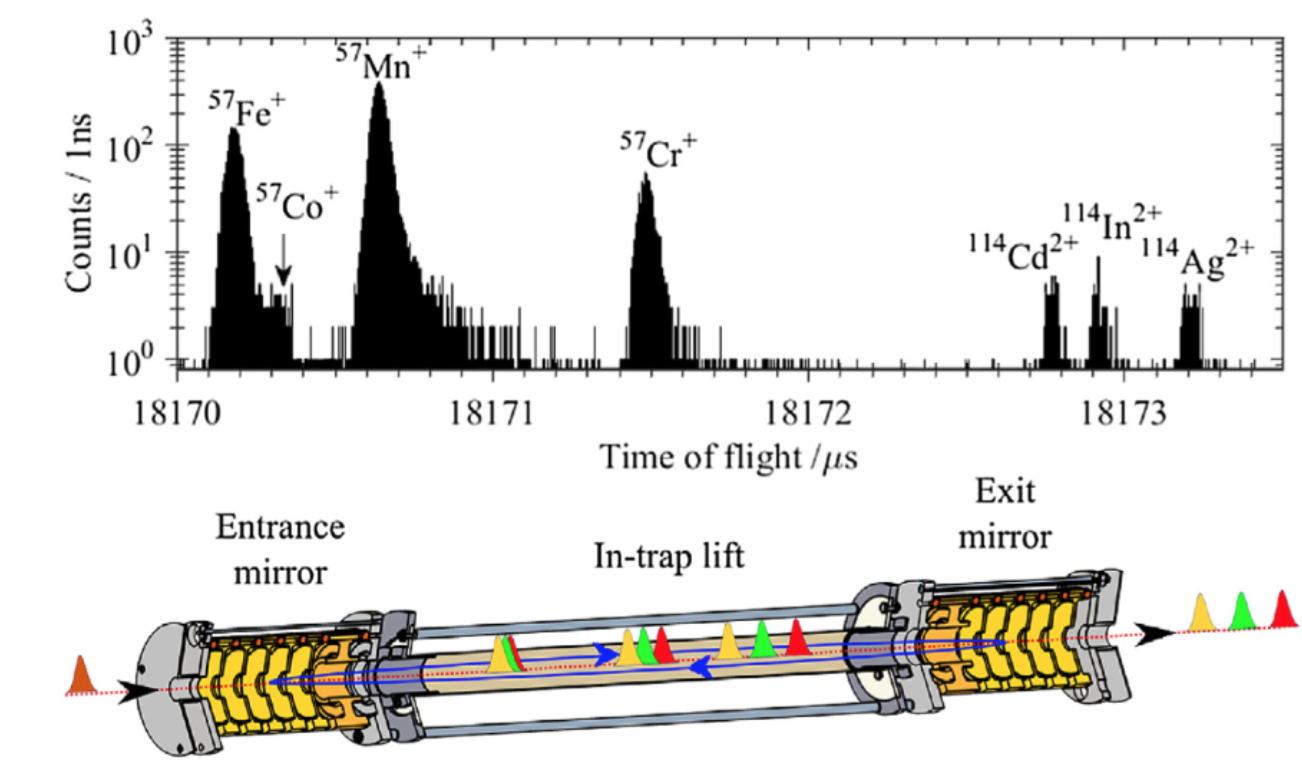 10³
⁵⁷Mn⁺
⁵⁷Fe⁺
10²
⁵⁷Cr⁺
⁵⁷Co⁺
¹¹⁴In²⁺
¹¹⁴Cd²⁺
¹¹⁴Ag²⁺
10¹
10⁰
Counts / 1ns
18170 18171 18172 18173
Time of flight /μs
Entrance
mirror
In-trap lift
Exit
mirror